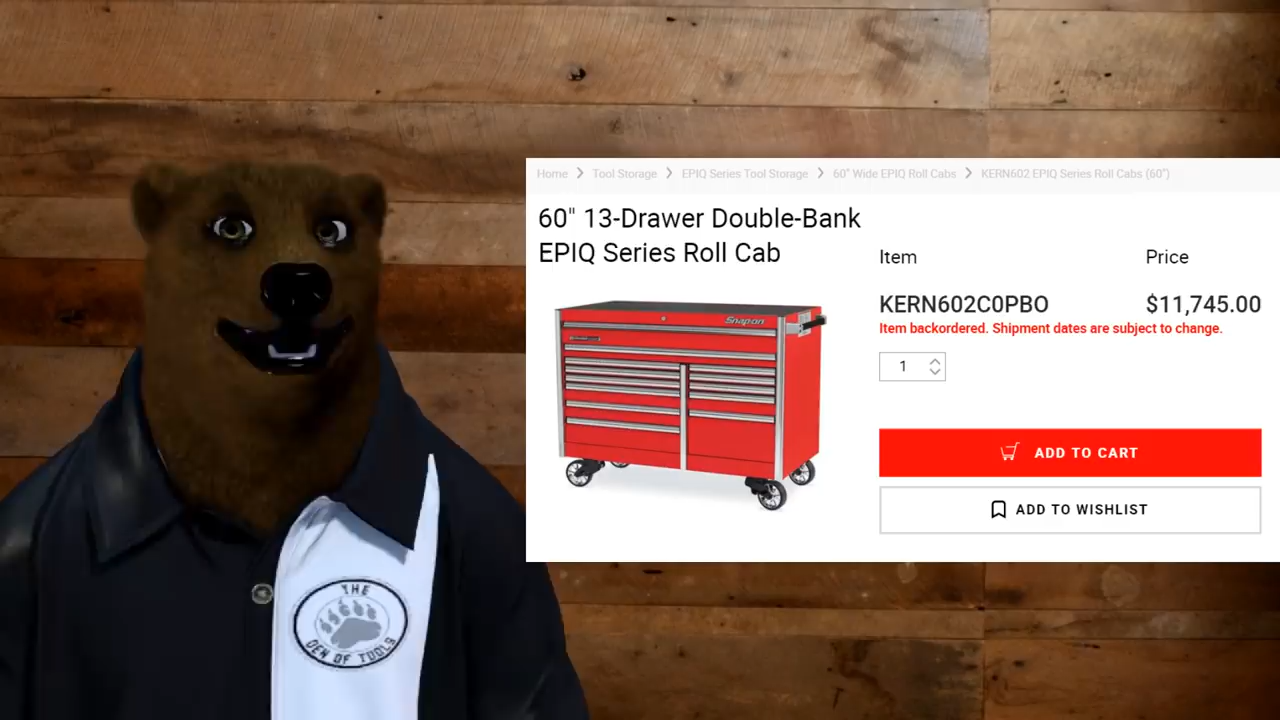 Home > Tool Storage > EPIQ Series Tool Storage > 60" Wide EPIQ Roll Cabs > KERN602 EPIQ Series Roll Cabs (60")
60" 13-Drawer Double-Bank
EPIQ Series Roll Cab
Item Price
KERN602C0PBO $11,745.00
Item backordered. Shipment dates are subject to change.
1
ADD TO CART
ADD TO WISHLIST
Snap-on
THE
DEN OF TOOLS